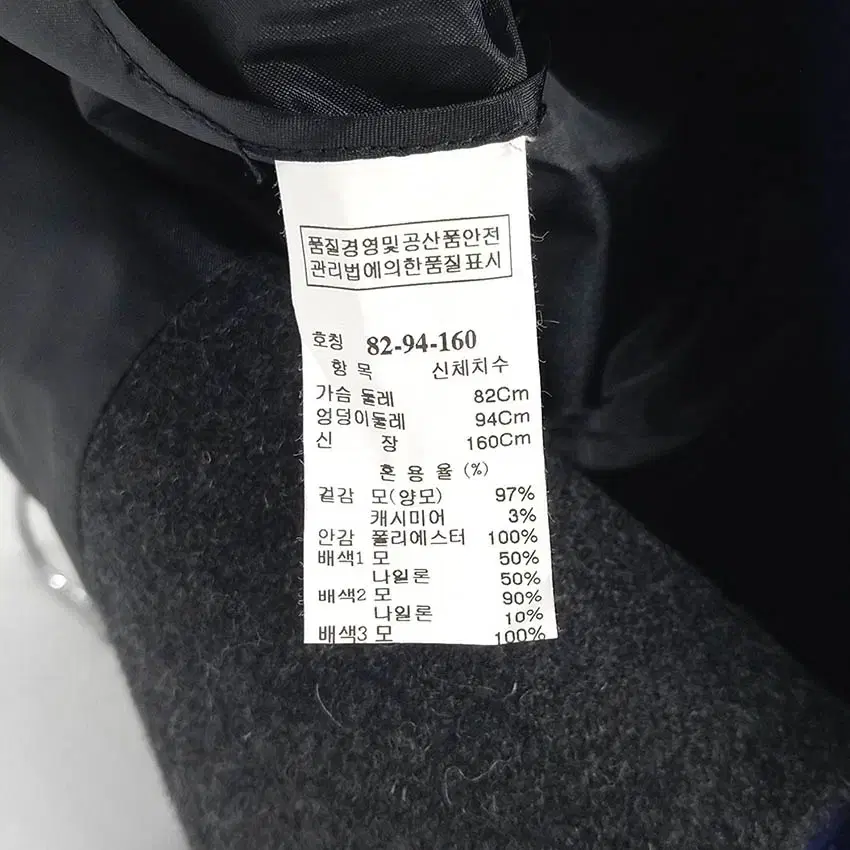 품질경영및공산품안전
관리법에의한품질표시
호칭 82-94-160
항 목 신체치수
가슴 둘레 82Cm
엉덩이둘레 94Cm
신 장 160Cm
혼 용 율 (%)
겉감 모(양모) 97%
캐시미어 3%
안감 폴리에스터 100%
배색1 모 50%
나일론 50%
배색2 모 90%
나일론 10%
배색3 모 100%